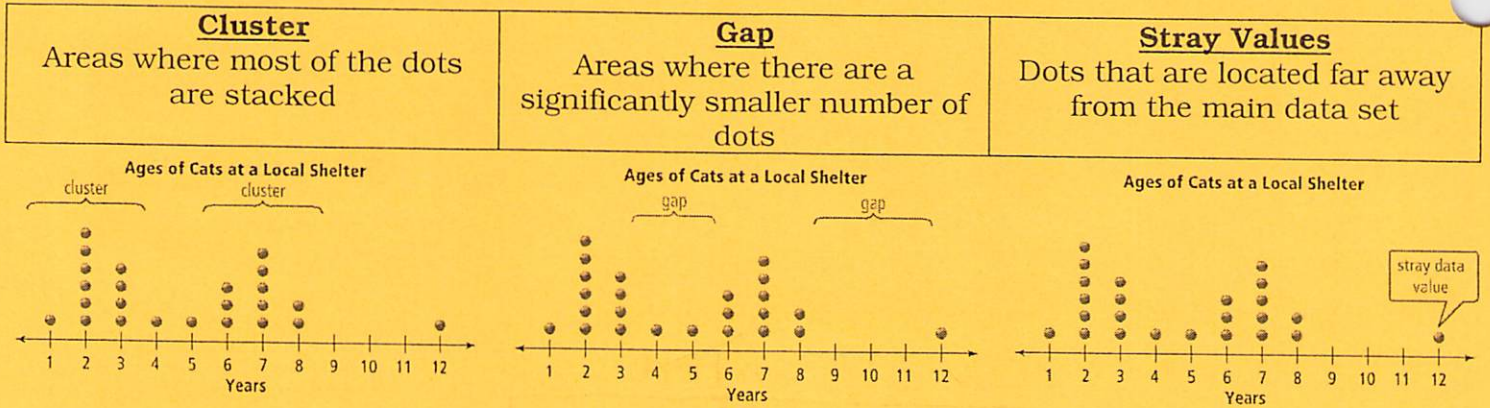 Cluster
Areas where most of the dots
are stacked
Gap
Areas where there are a
significantly smaller number of
dots
Stray Values
Dots that are located far away
from the main data set
Ages of Cats at a Local Shelter
cluster
cluster
1 2 3 4 5 6 7 8 9 10 11 12
Years
Ages of Cats at a Local Shelter
gap
gap
1 2 3 4 5 6 7 8 9 10 11 12
Years
Ages of Cats at a Local Shelter
stray data
value
1 2 3 4 5 6 7 8 9 10 11 12
Years